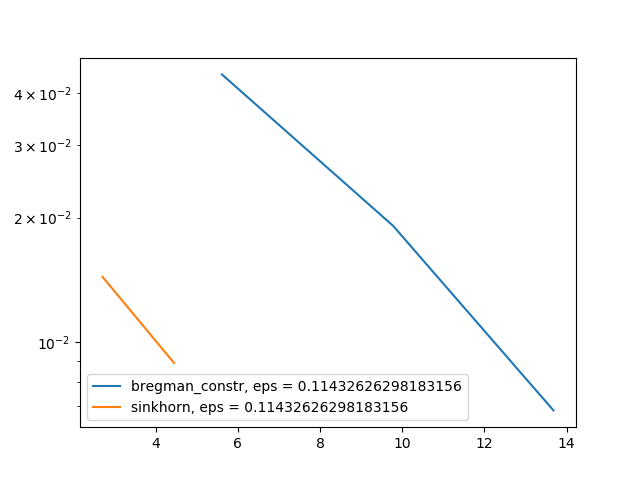 4 × 10⁻²
3 × 10⁻²
2 × 10⁻²
10⁻²
bregman_constr, eps = 0.11432626298183156
sinkhorn, eps = 0.11432626298183156
4 6 8 10 12 14